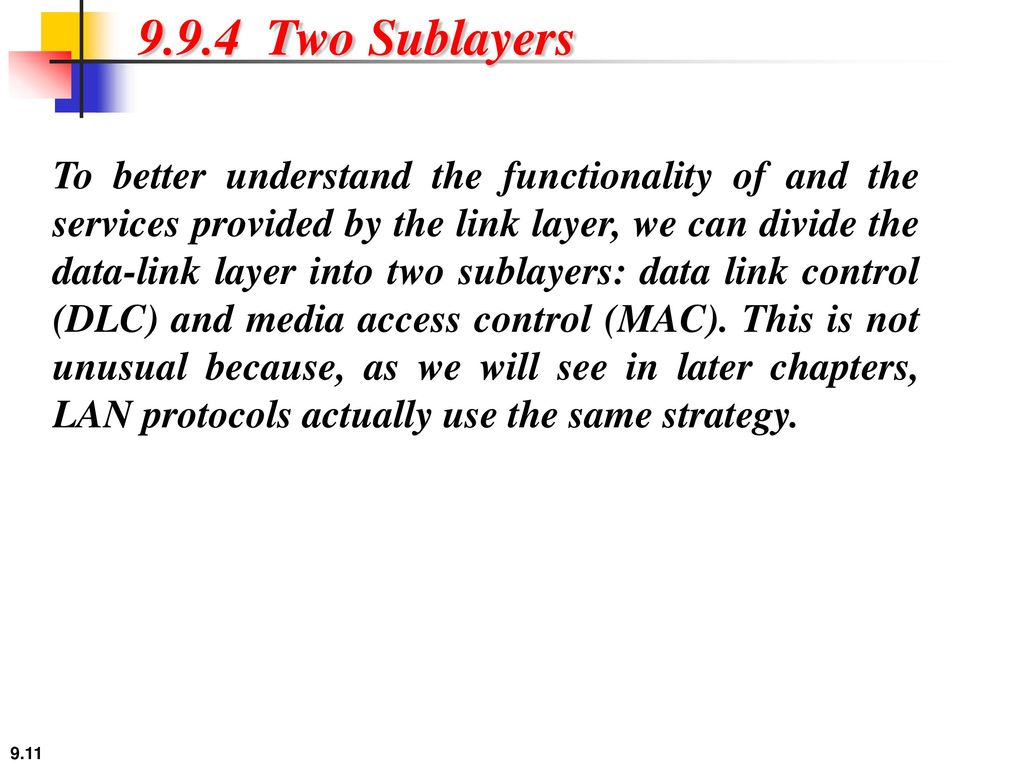 9.9.4 Two Sublayers
To better understand the functionality of and the
services provided by the link layer, we can divide the
data-link layer into two sublayers: data link control
(DLC) and media access control (MAC). This is not
unusual because, as we will see in later chapters,
LAN protocols actually use the same strategy.
9.11